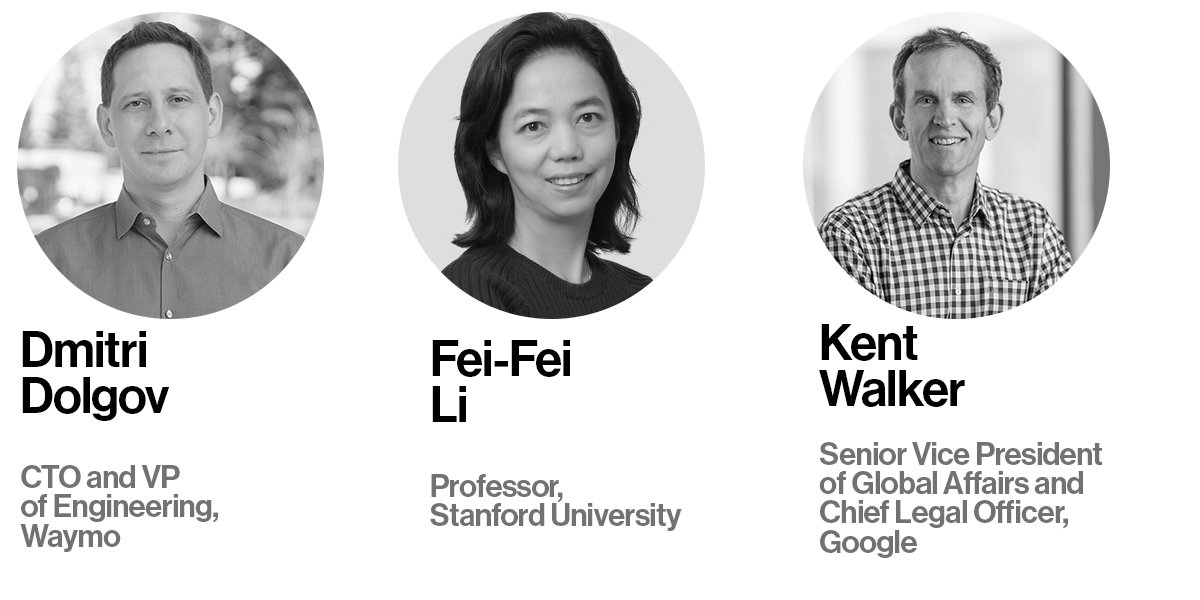 Dmitri
Dolgov
CTO and VP
of Engineering,
Waymo
Fei-Fei
Li
Professor,
Stanford University
Kent
Walker
Senior Vice President
of Global Affairs and
Chief Legal Officer,
Google